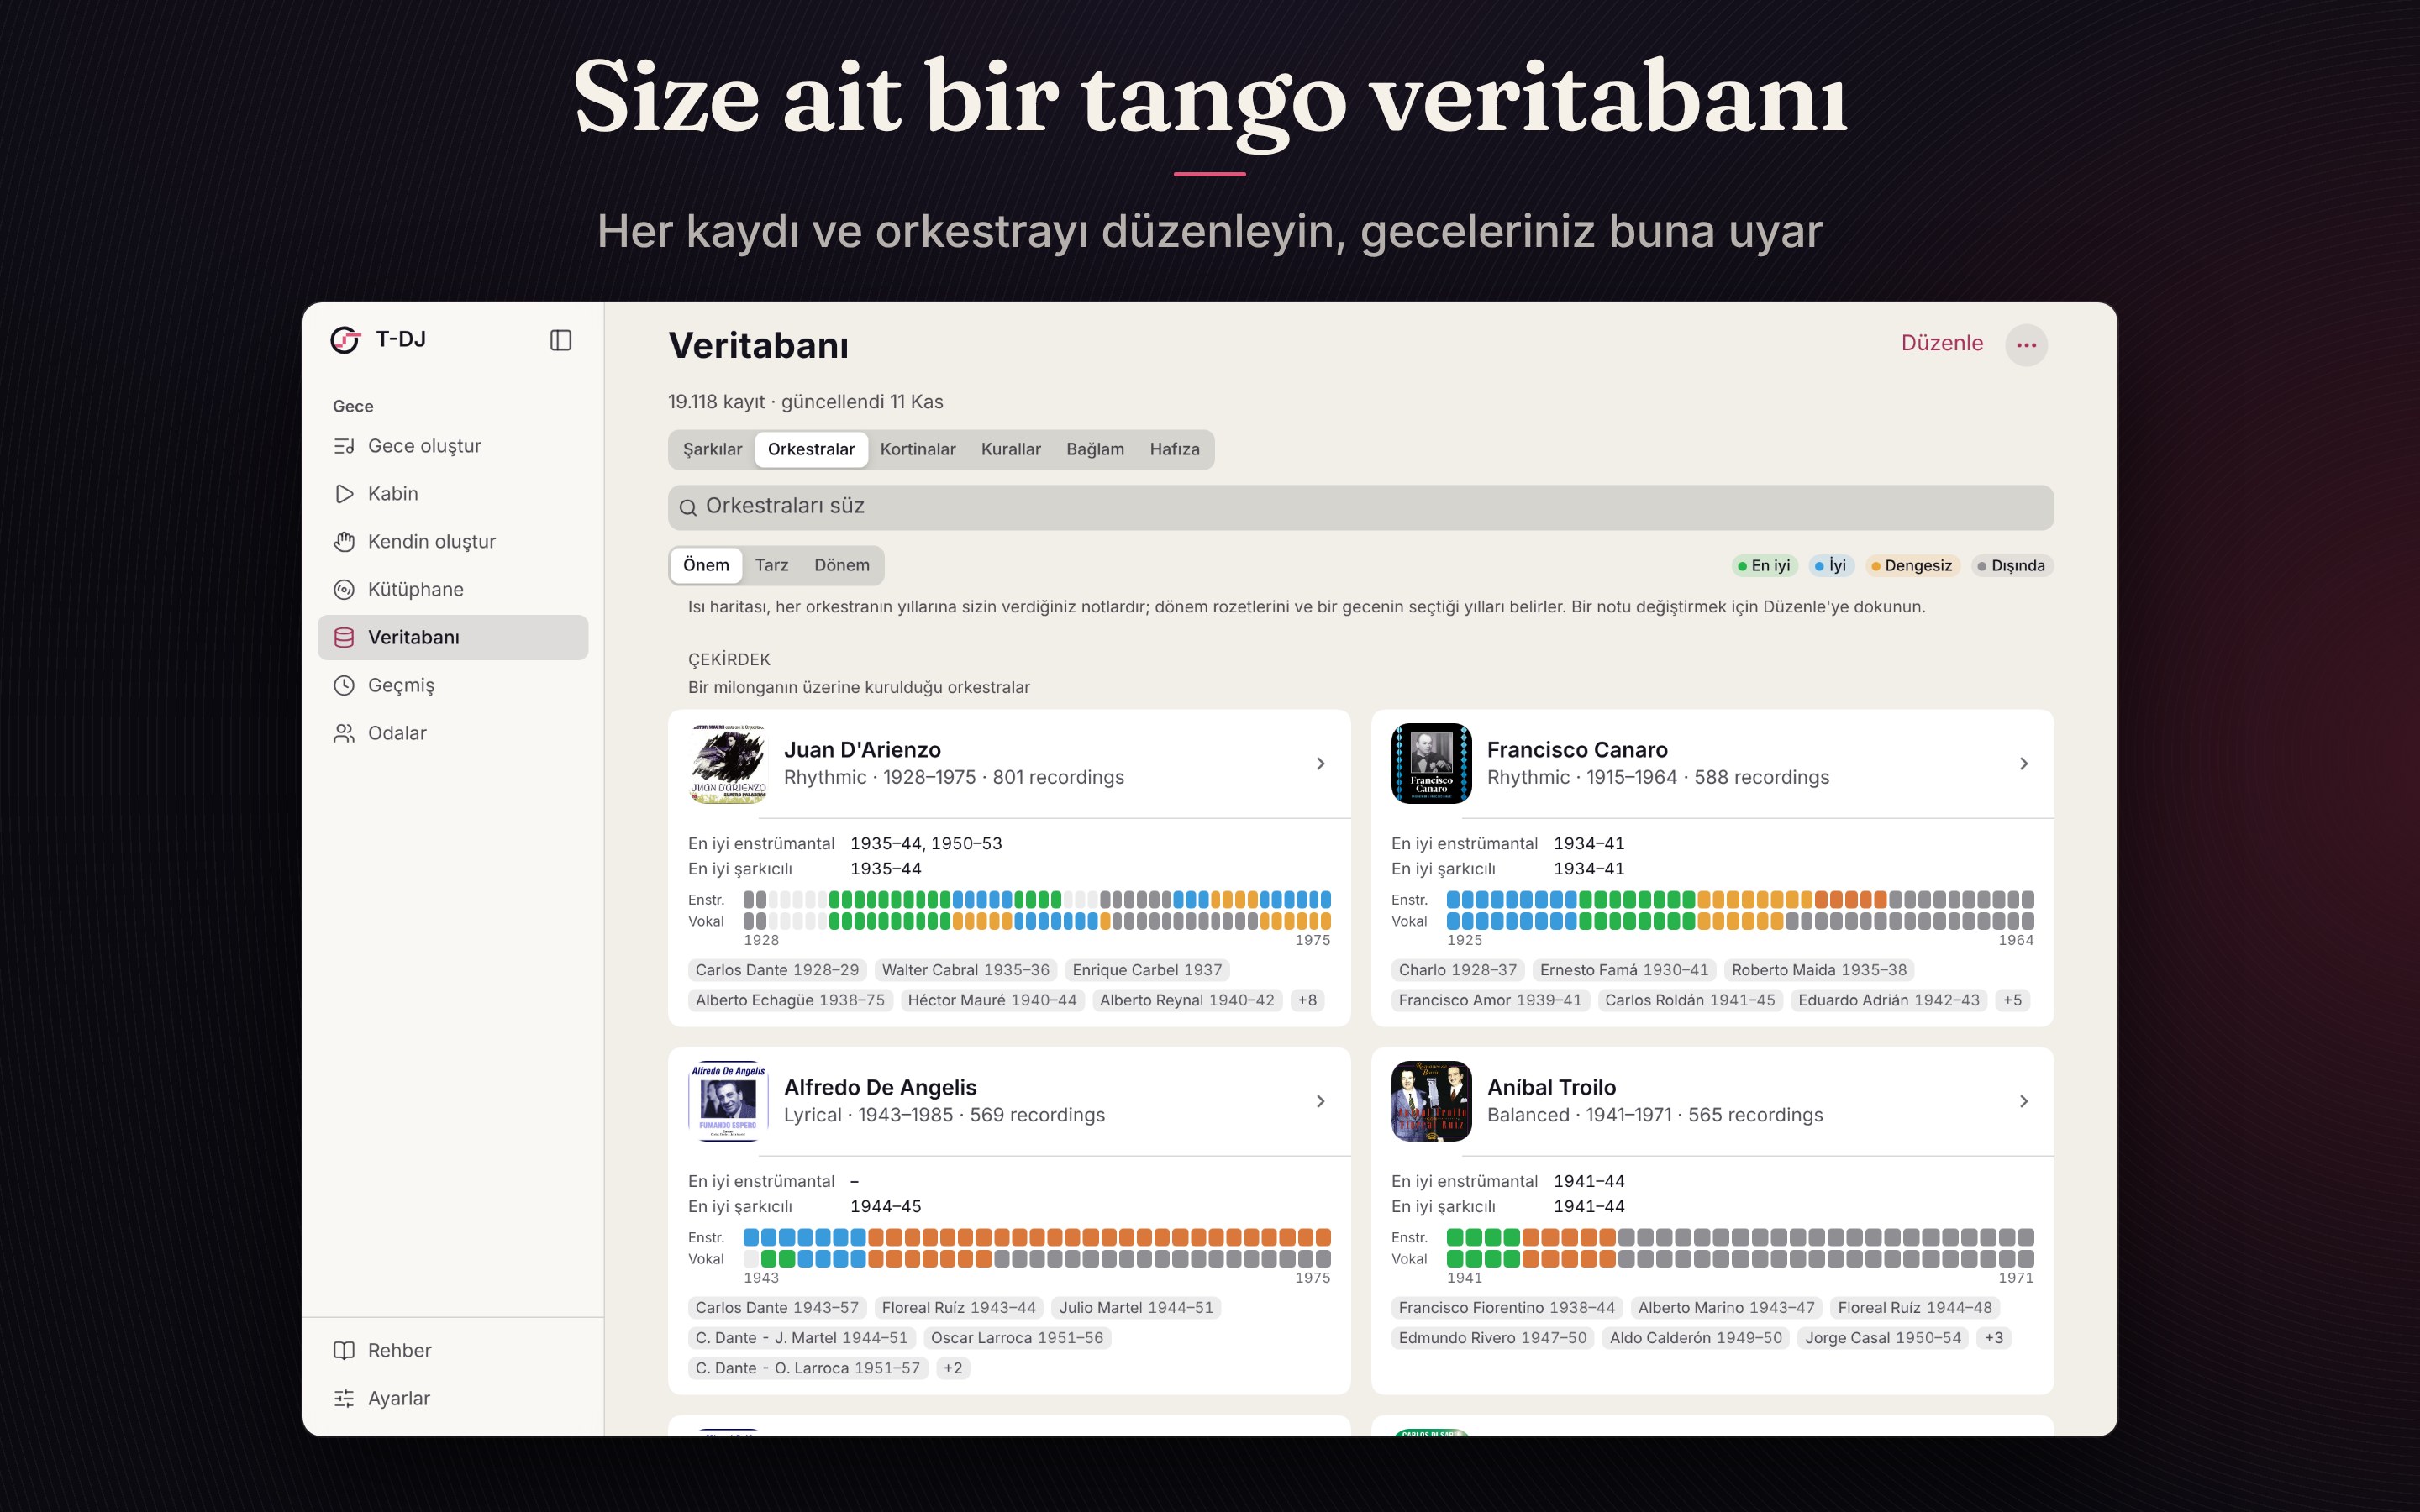 Size ait bir tango veritabanı
Her kaydı ve orkestrayı düzenleyin, geceleriniz buna uyar
T-DJ
Gece
Gece oluştur
Kabin
Kendin oluştur
Kütüphane
Veritabanı
Geçmiş
Odalar
Rehber
Ayarlar
Veritabanı
Düzenle
19.118 kayıt · güncellendi 11 Kas
Şarkılar Orkestralar Kortinalar Kurallar Bağlam Hafıza
Orkestraları süz
Önem Tarz Dönem
En iyi İyi Dengesiz Dışında
Isı haritası, her orkestranın yıllarına sizin verdiğiniz notlardır; dönem rozetlerini ve bir gecenin seçtiği yılları belirler. Bir notu değiştirmek için Düzenle'ye dokunun.
ÇEKİRDEK
Bir milonganın üzerine kurulduğu orkestralar
JUAN D'ARIENZO
Juan D'Arienzo
Rhythmic · 1928–1975 · 801 recordings
En iyi enstrümantal 1935–44, 1950–53
En iyi şarkıcılı 1935–44
Enstr.
Vokal
1928 1975
Carlos Dante 1928–29 Walter Cabral 1935–36 Enrique Carbel 1937
Alberto Echagüe 1938–75 Héctor Mauré 1940–44 Alberto Reynal 1940–42 +8
Francisco
Canaro
Francisco Canaro
Rhythmic · 1915–1964 · 588 recordings
En iyi enstrümantal 1934–41
En iyi şarkıcılı 1934–41
Enstr.
Vokal
1925 1964
Charlo 1928–37 Ernesto Famá 1930–41 Roberto Maida 1935–38
Francisco Amor 1939–41 Carlos Roldán 1941–45 Eduardo Adrián 1942–43 +5
Alfredo De Angelis
FUMANDO ESPERO
Alfredo De Angelis
Lyrical · 1943–1985 · 569 recordings
En iyi enstrümantal –
En iyi şarkıcılı 1944–45
Enstr.
Vokal
1943 1975
Carlos Dante 1943–57 Floreal Ruíz 1943–44 Julio Martel 1944–51
C. Dante - J. Martel 1944–51 Oscar Larroca 1951–56
C. Dante - O. Larroca 1951–57 +2
Aníbal Troilo
Balanced · 1941–1971 · 565 recordings
En iyi enstrümantal 1941–44
En iyi şarkıcılı 1941–44
Enstr.
Vokal
1941 1971
Francisco Fiorentino 1938–44 Alberto Marino 1943–47 Floreal Ruíz 1944–48
Edmundo Rivero 1947–50 Aldo Calderón 1949–50 Jorge Casal 1950–54 +3